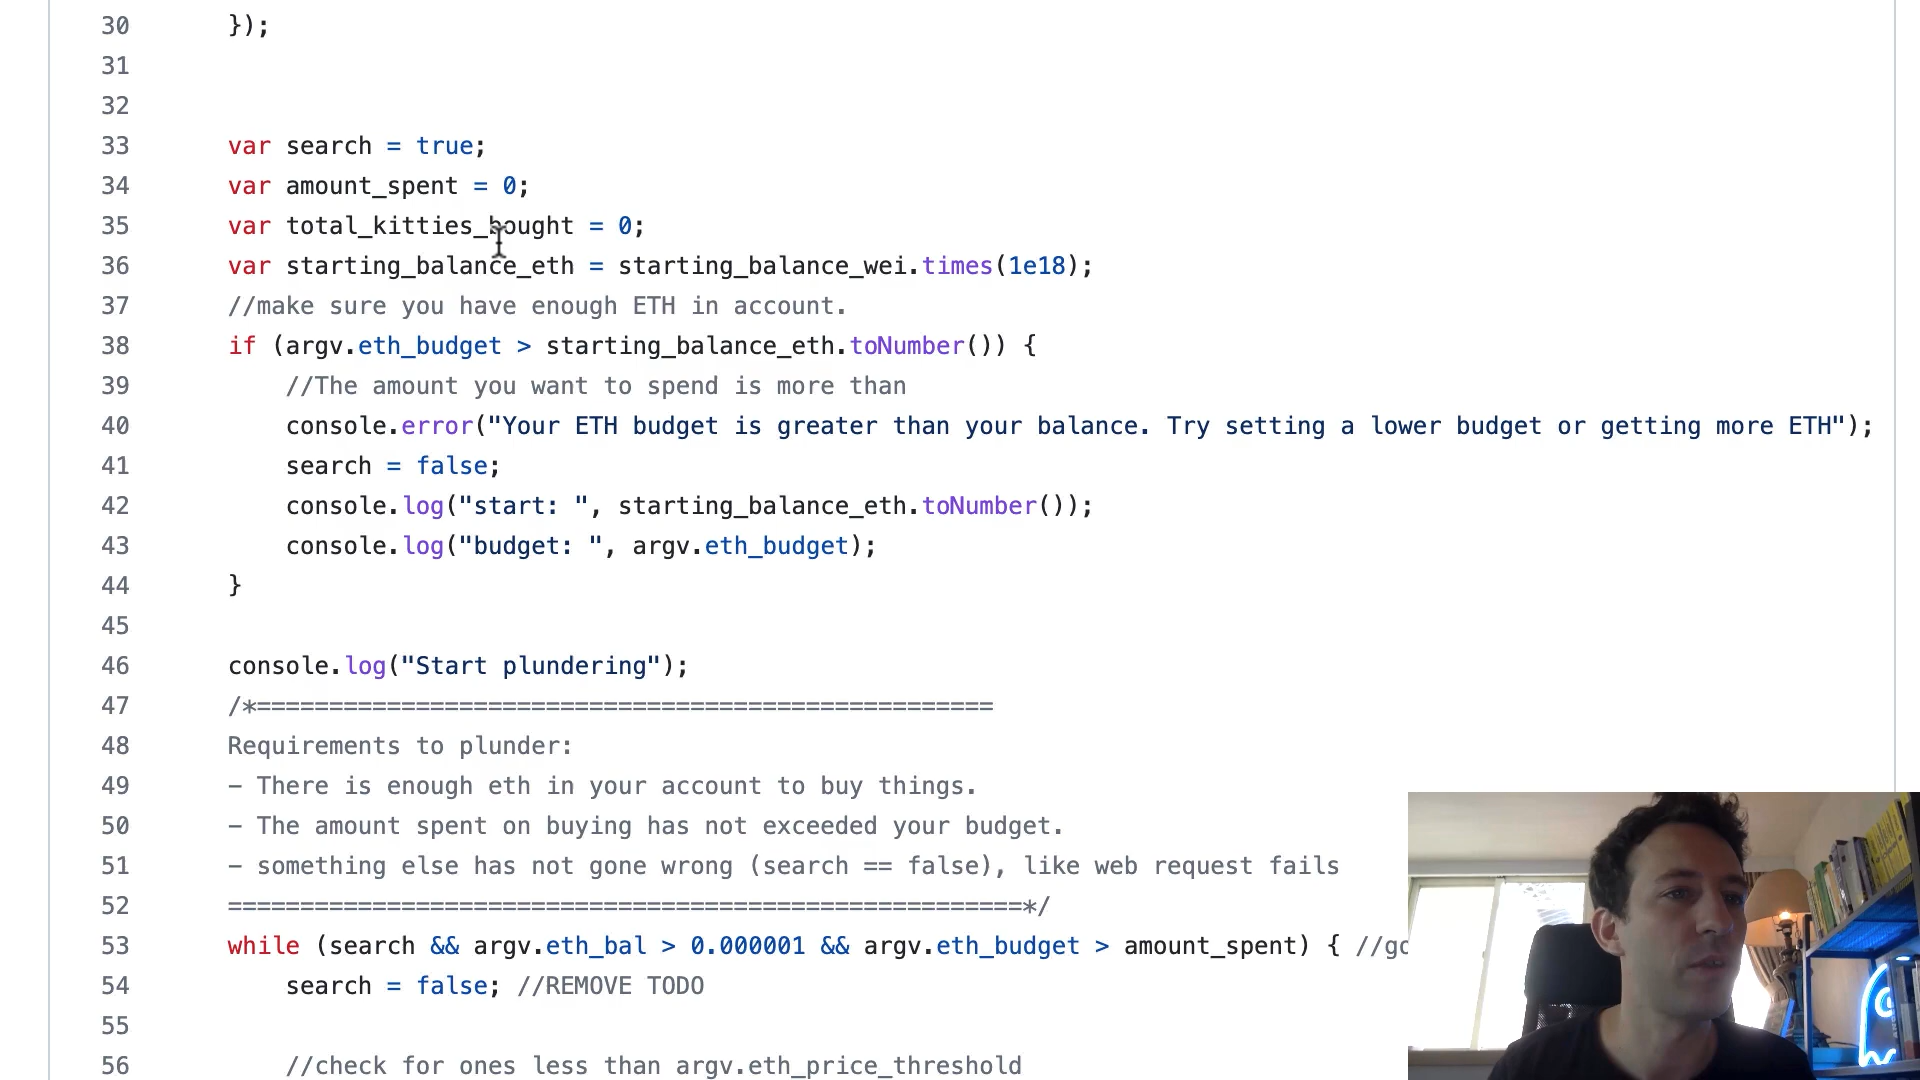 30 });
31
32
33 var search = true;
34 var amount_spent = 0;
35 var total_kitties_bought = 0;
36 var starting_balance_eth = starting_balance_wei.times(1e18);
37 //make sure you have enough ETH in account.
38 if (argv.eth_budget > starting_balance_eth.toNumber()) {
39 //The amount you want to spend is more than
40 console.error("Your ETH budget is greater than your balance. Try setting a lower budget or getting more ETH");
41 search = false;
42 console.log("start: ", starting_balance_eth.toNumber());
43 console.log("budget: ", argv.eth_budget);
44 }
45
46 console.log("Start plundering");
47 /*===================================================
48 Requirements to plunder:
49 - There is enough eth in your account to buy things.
50 - The amount spent on buying has not exceeded your budget.
51 - something else has not gone wrong (search == false), like web request fails
52 =======================================================*/
53 while (search && argv.eth_bal > 0.000001 && argv.eth_budget > amount_spent) { //go
54 search = false; //REMOVE TODO
55
56 //check for ones less than argv.eth_price_threshold